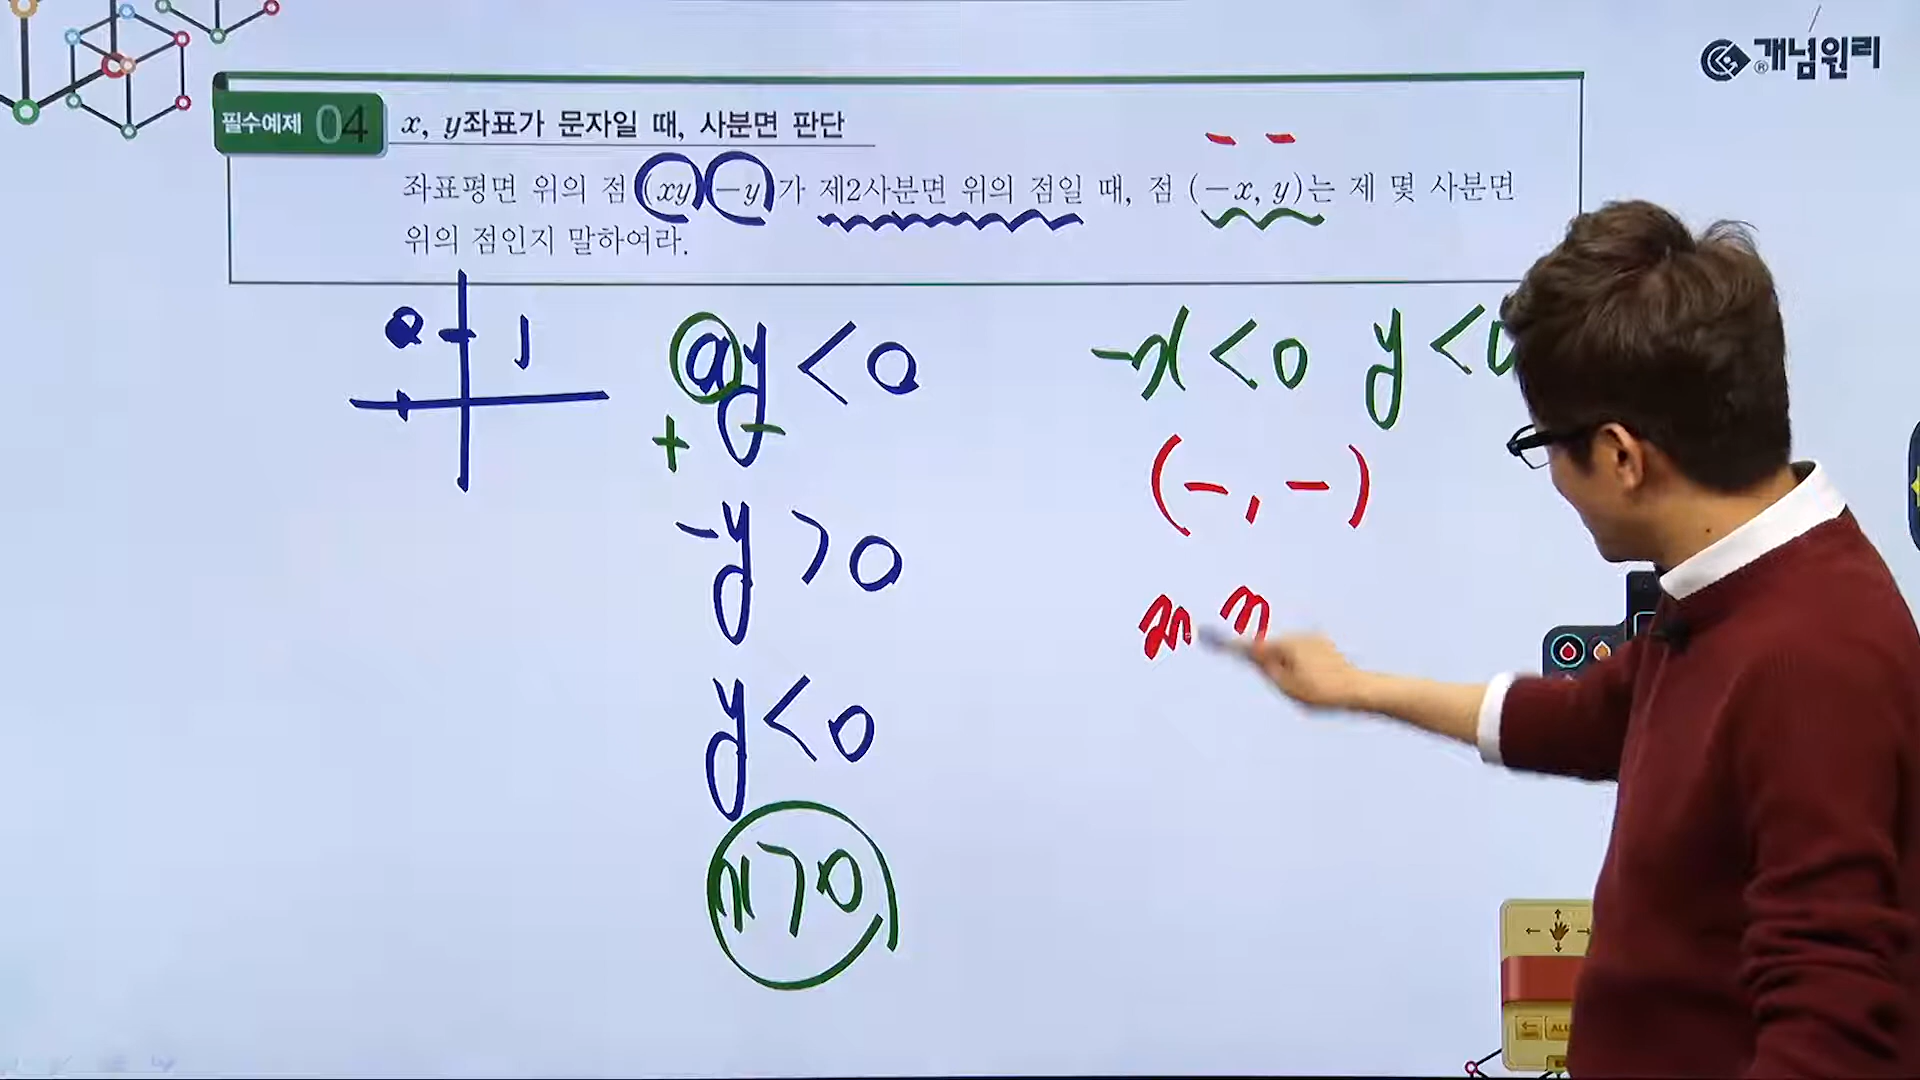 개념원리
필수예제 04 x, y좌표가 문자일 때, 사분면 판단
좌표평면 위의 점 (xy, -y)가 제2사분면 위의 점일 때, 점 (-x, y)는 제 몇 사분면
위의 점인지 말하여라.
- -
2 1
xy < 0
+ -
-y > 0
y < 0
x > 0
-x < 0 y < 0
(-, -)